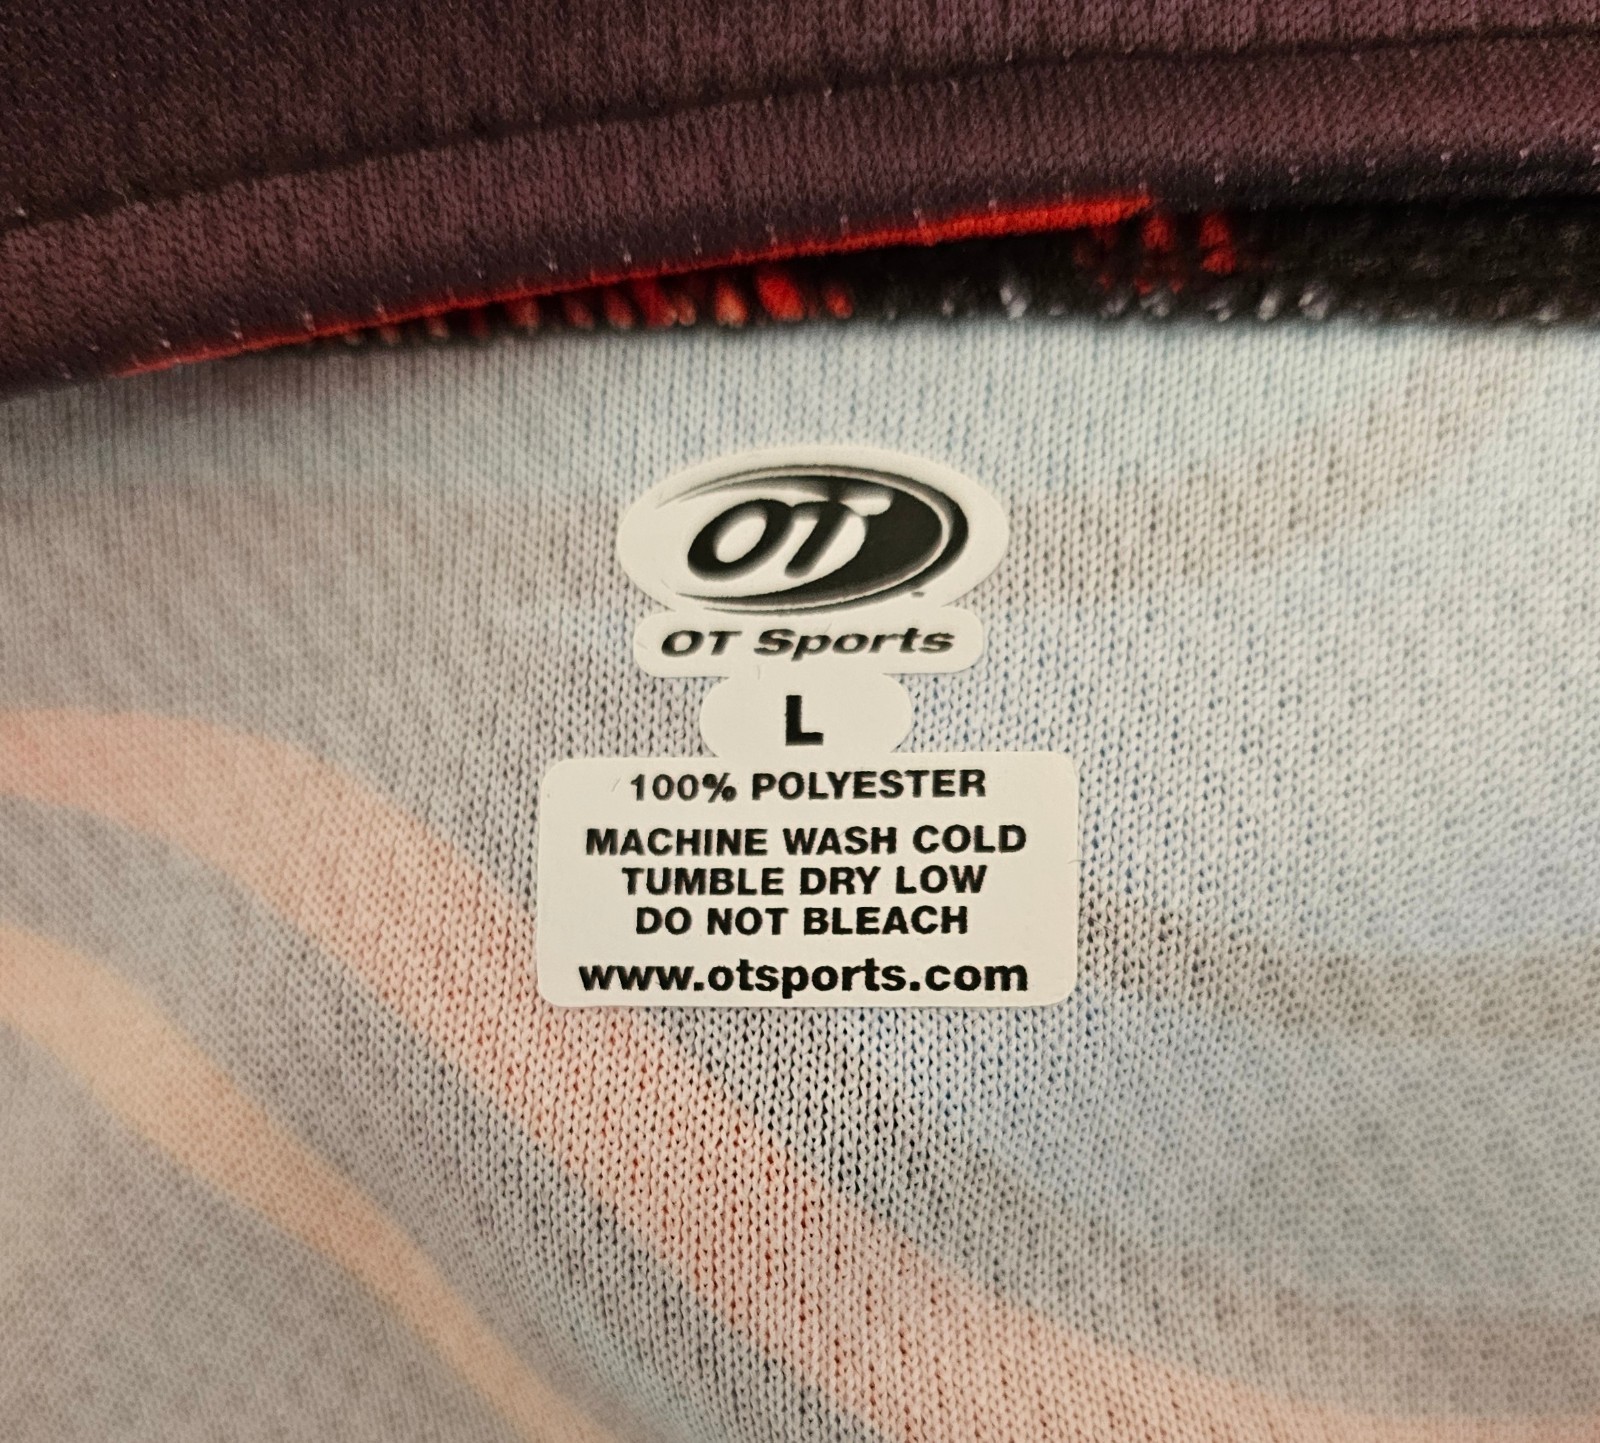 OT
OT Sports
L
100% POLYESTER
MACHINE WASH COLD
TUMBLE DRY LOW
DO NOT BLEACH
www.otsports.com